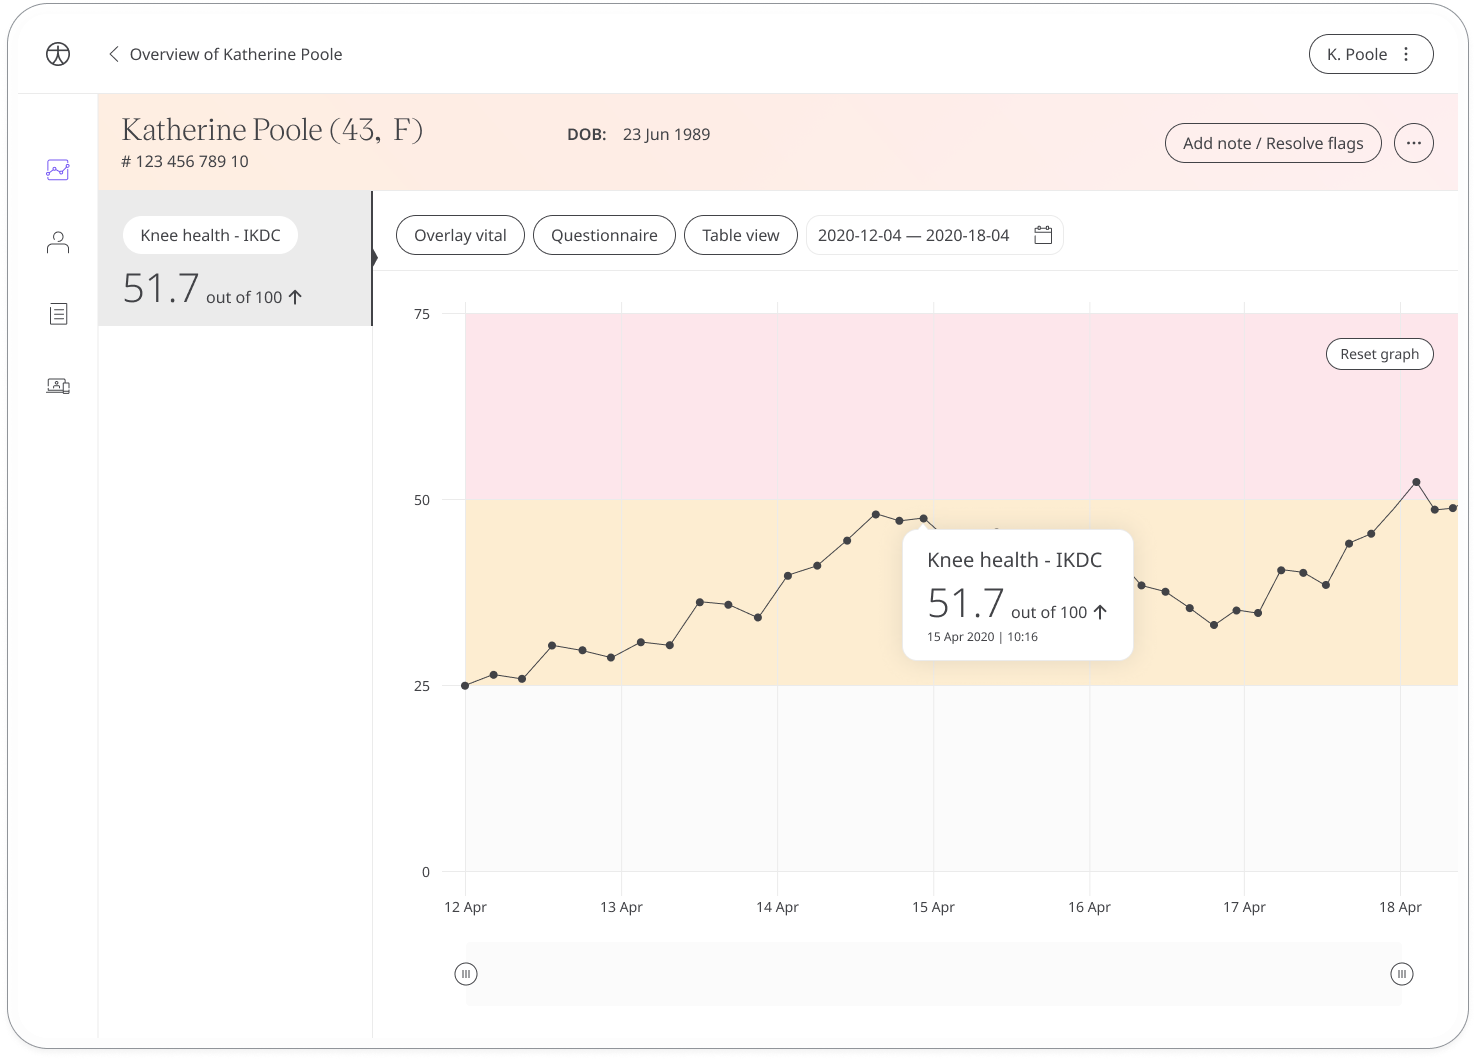 Overview of Katherine Poole
K. Poole
Katherine Poole (43, F)
DOB: 23 Jun 1989
# 123 456 789 10
Add note / Resolve flags
Knee health - IKDC
51.7 out of 100 ↑
Overlay vital
Questionnaire
Table view
2020-12-04 — 2020-18-04
75
Reset graph
50
Knee health - IKDC
51.7 out of 100 ↑
15 Apr 2020 | 10:16
25
0
12 Apr
13 Apr
14 Apr
15 Apr
16 Apr
17 Apr
18 Apr